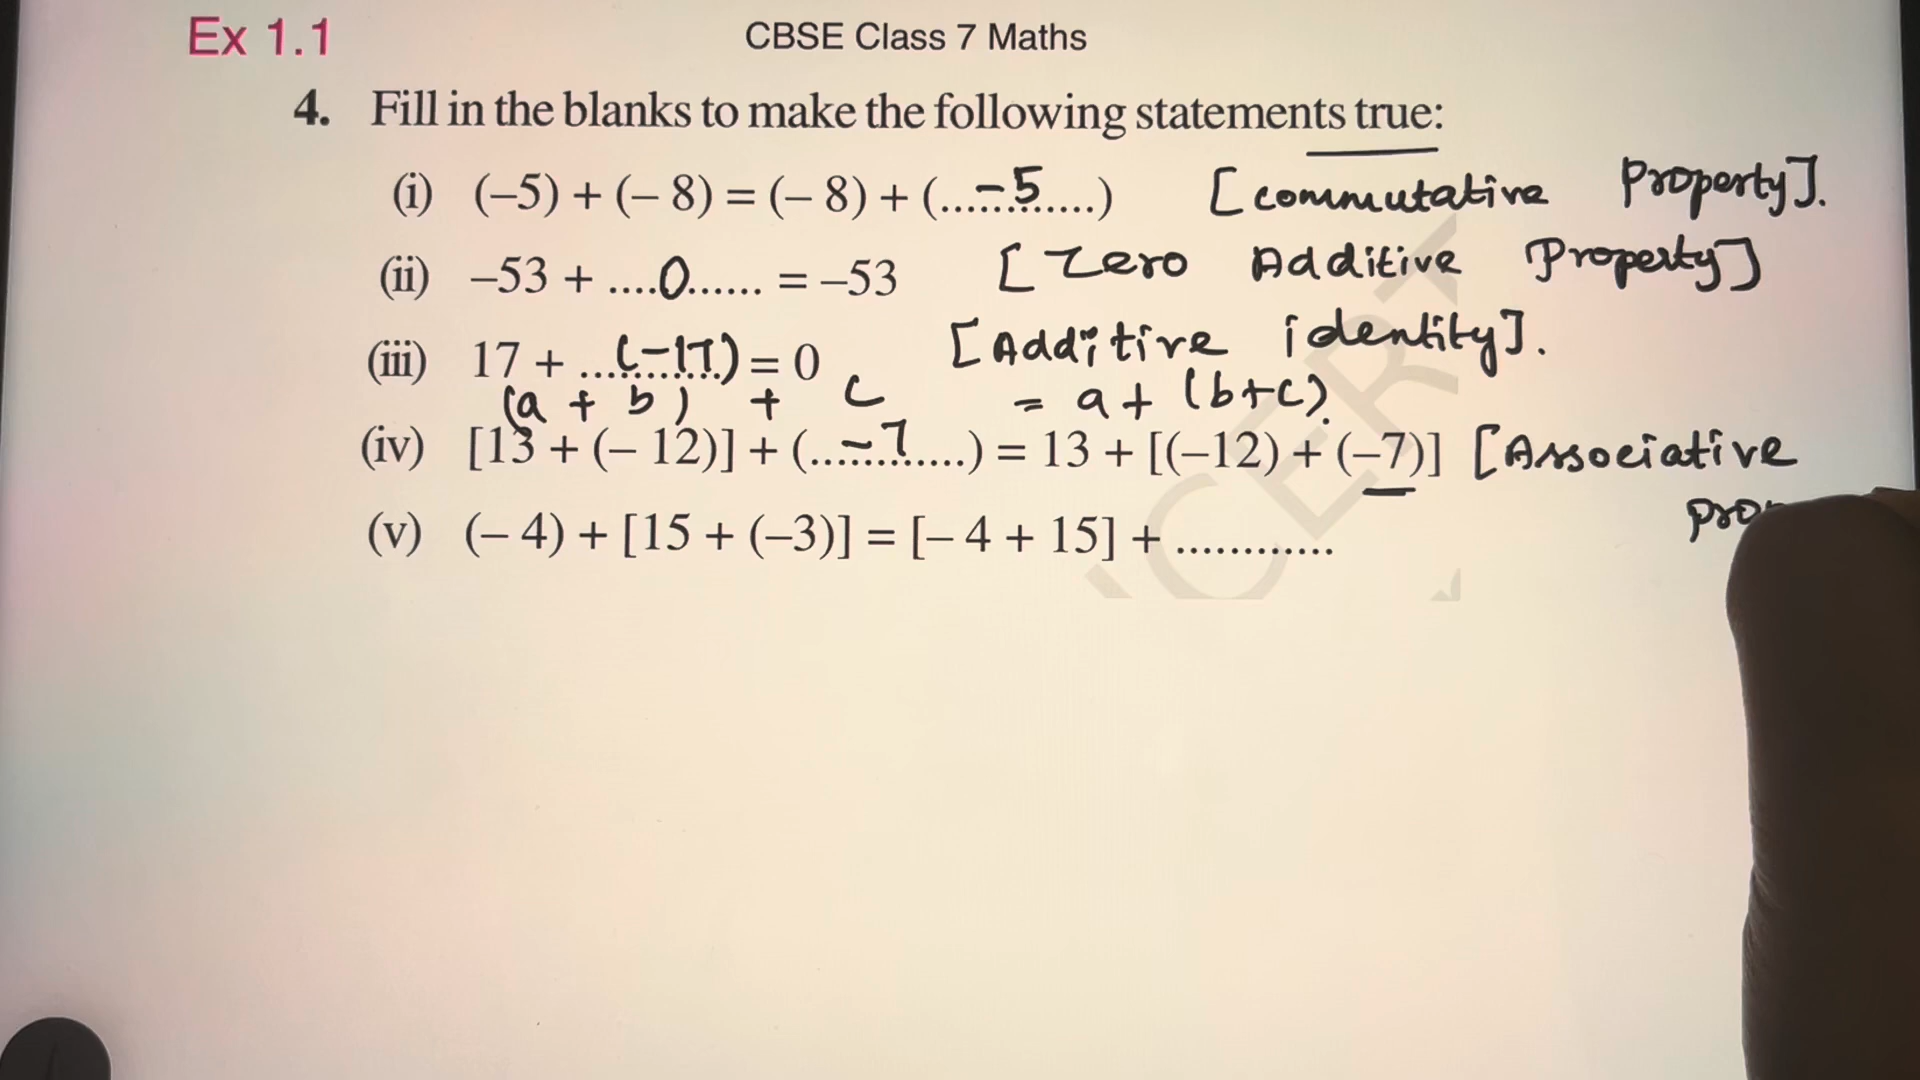 Ex 1.1
CBSE Class 7 Maths
4. Fill in the blanks to make the following statements true:
(i) (–5) + (– 8) = (– 8) + (...–5...) [commutative Property].
(ii) –53 + ....0...... = –53 [Zero Additive Property]
(iii) 17 + ...(–17) = 0 [Additive identity].
(a + b) + c = a + (b+c).
(iv) [13 + (– 12)] + (...–7...) = 13 + [(–12) + (–7)] [Associative
(v) (– 4) + [15 + (–3)] = [– 4 + 15] + ............